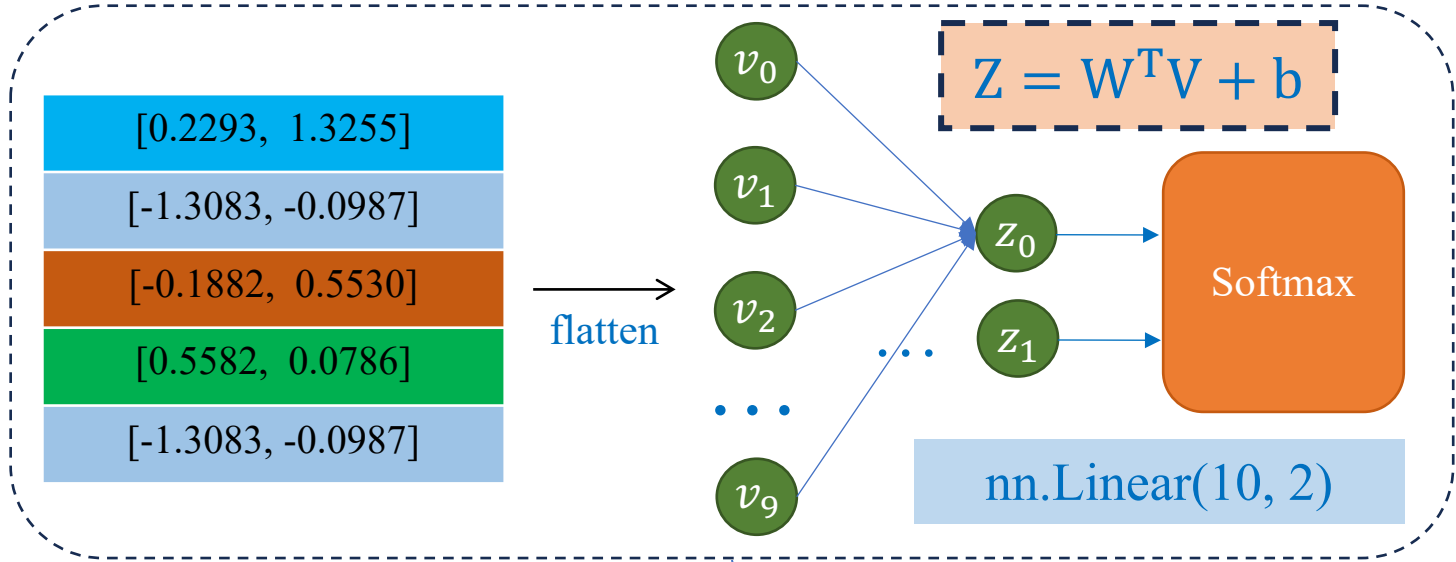 [0.2293, 1.3255]
[-1.3083, -0.0987]
[-0.1882, 0.5530]
[0.5582, 0.0786]
[-1.3083, -0.0987]
flatten
v₀
v₁
v₂
...
v₉
...
z₀
z₁
Z = WᵀV + b
Softmax
nn.Linear(10, 2)